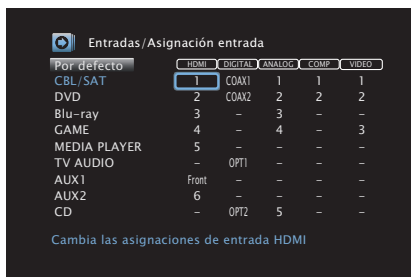 Entradas/Asignación entrada
Por defecto HDMI DIGITAL ANALOG COMP VIDEO
CBL/SAT 1 COAX1 1 1 1
DVD 2 COAX2 2 2 2
Blu-ray 3 – 3 – –
GAME 4 – 4 – 3
MEDIA PLAYER 5 – – – –
TV AUDIO – OPT1 – – –
AUX1 Front – – – –
AUX2 6 – – – –
CD – OPT2 5 – –
Cambia las asignaciones de entrada HDMI